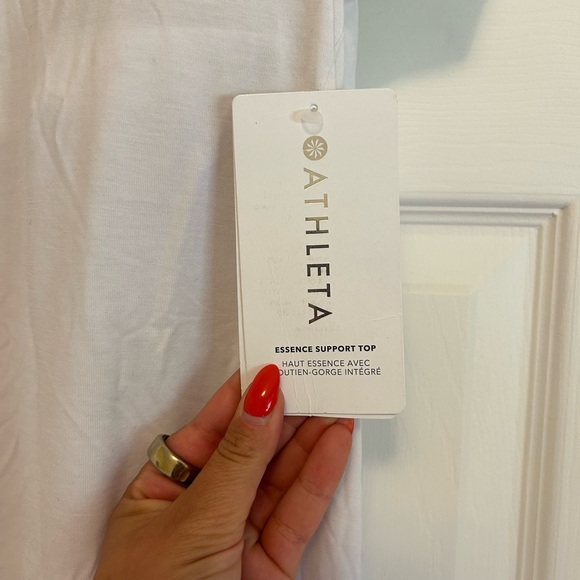 ATHLETA
ESSENCE SUPPORT TOP
HAUT ESSENCE AVEC
OUTIEN-GORGE INTÉGRÉ